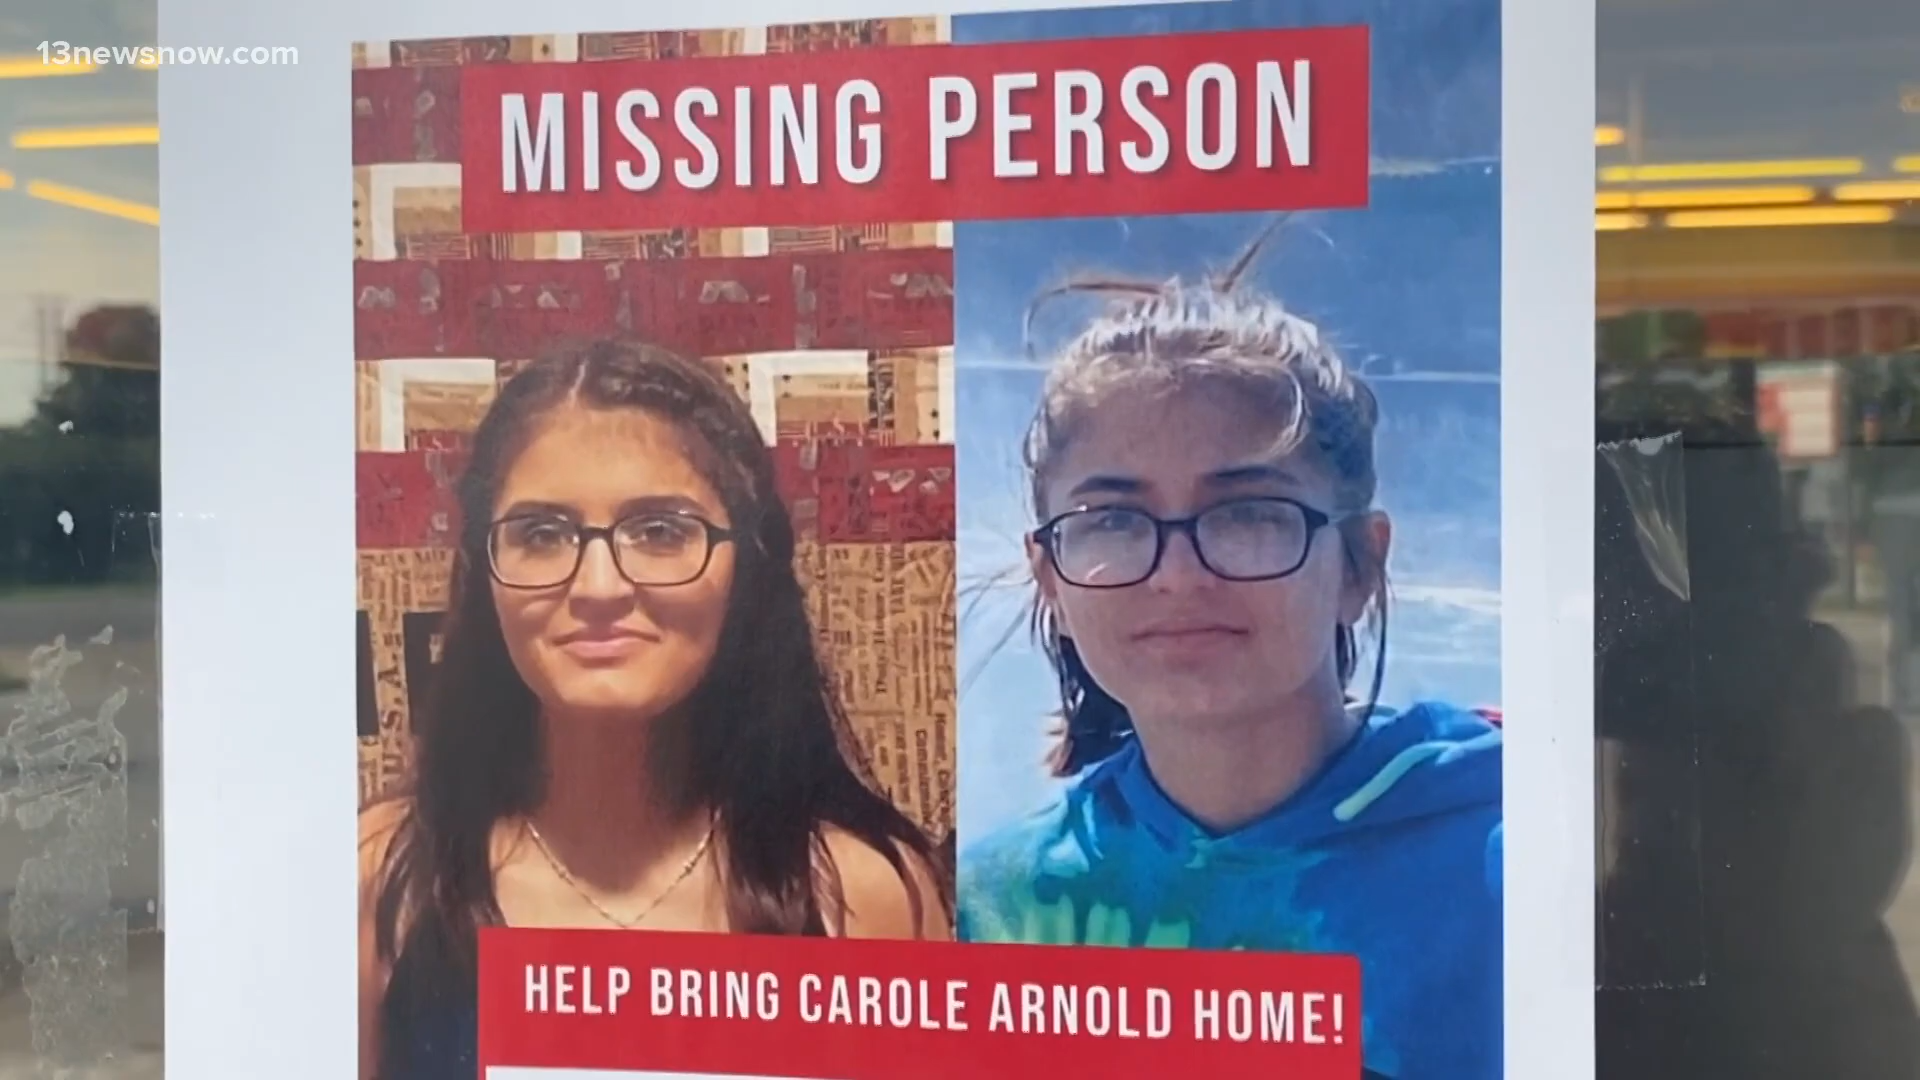 13newsnow.com
MISSING PERSON
U.S.A.
HELP BRING CAROLE ARNOLD HOME!